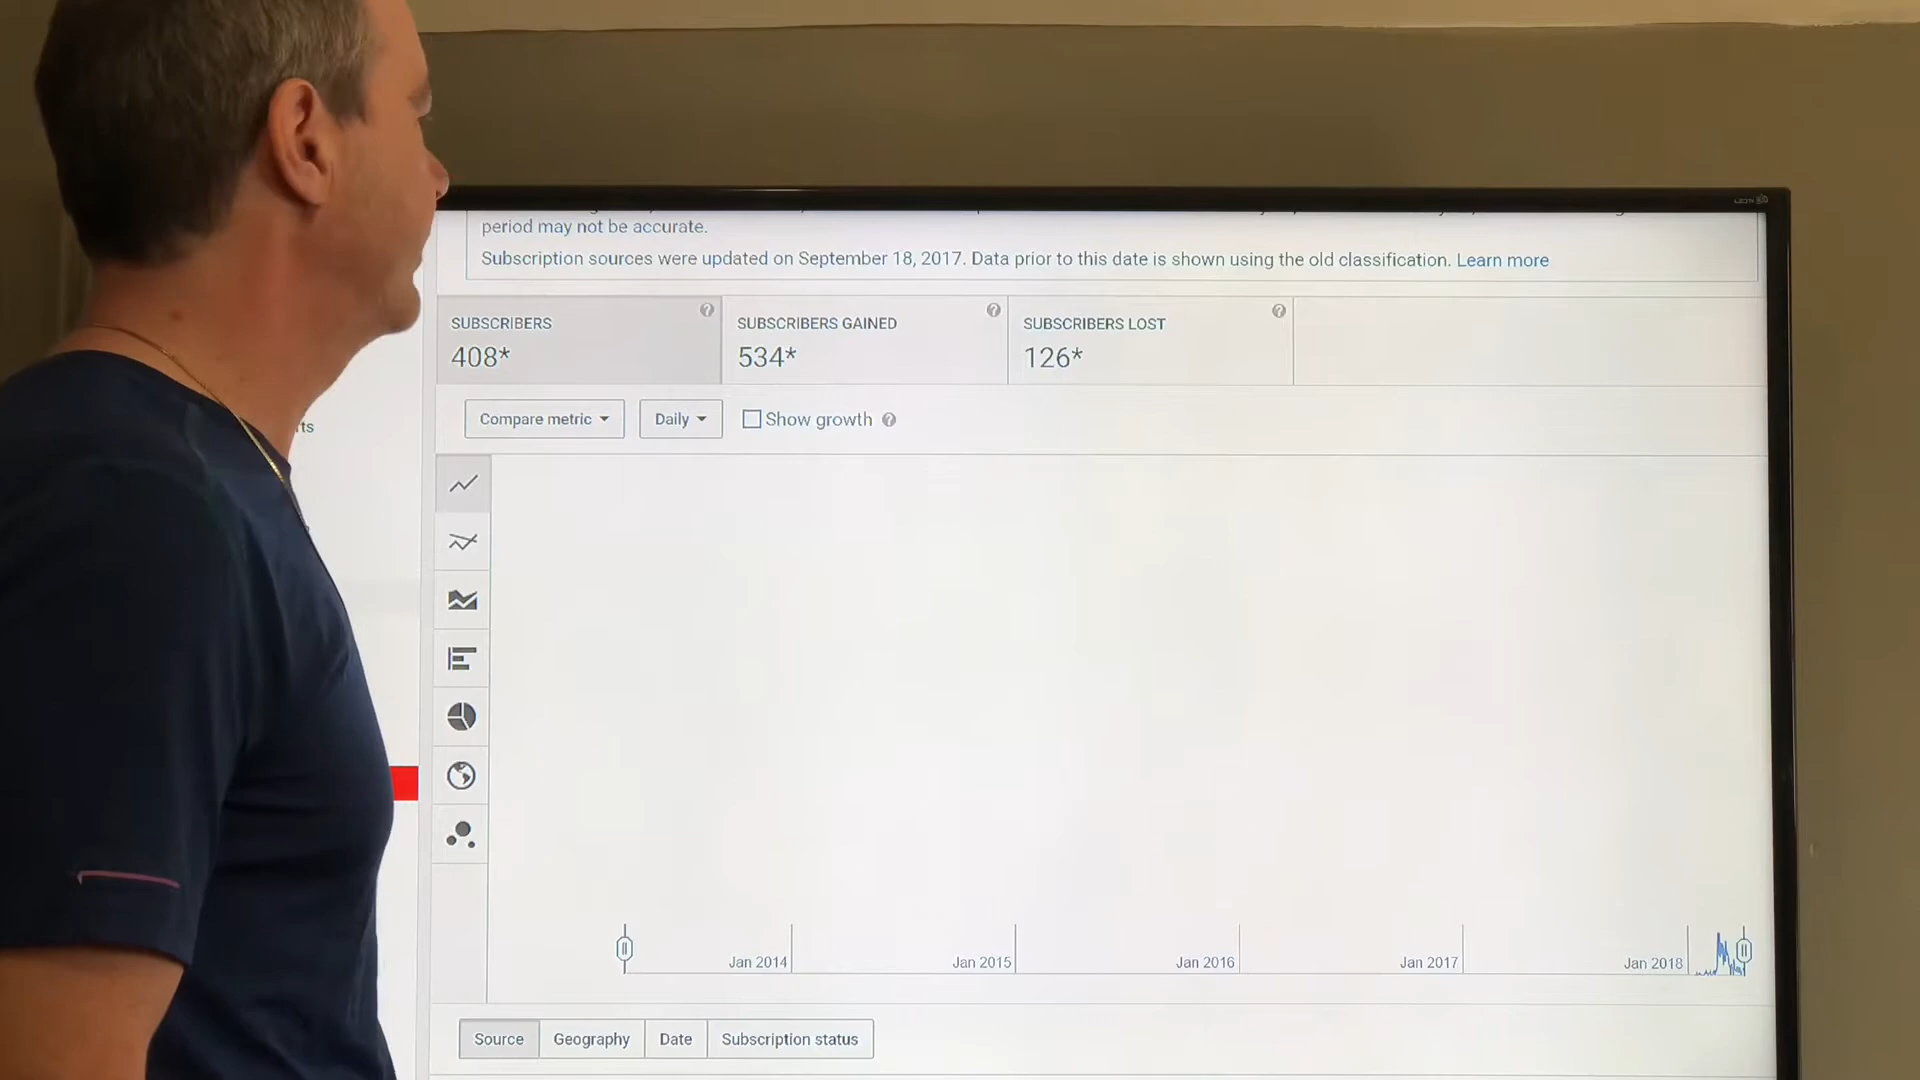 period may not be accurate.
Subscription sources were updated on September 18, 2017. Data prior to this date is shown using the old classification. Learn more
SUBSCRIBERS
408*
SUBSCRIBERS GAINED
534*
SUBSCRIBERS LOST
126*
rts
Compare metric
Daily
Show growth
Jan 2014
Jan 2015
Jan 2016
Jan 2017
Jan 2018
Source
Geography
Date
Subscription status